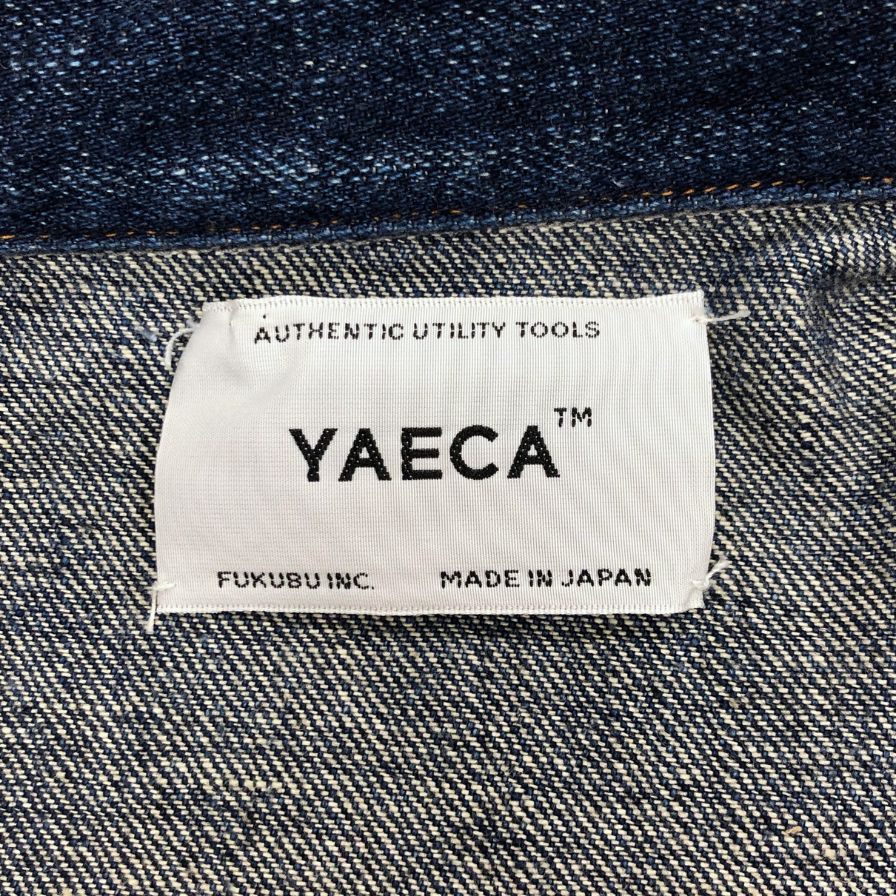 AUTHENTIC UTILITY TOOLS
YAECA™
FUKUBU INC. MADE IN JAPAN